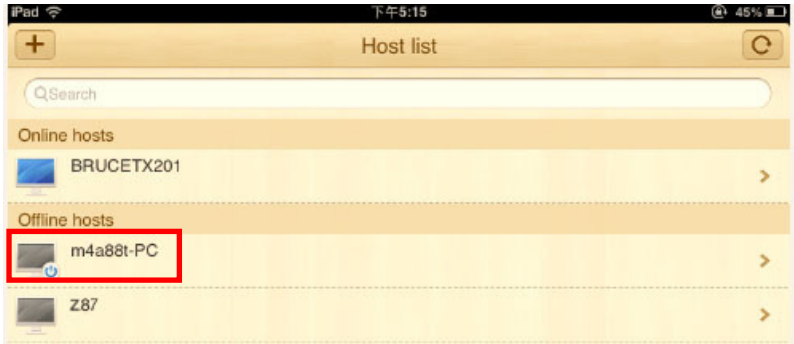 iPad 下午5:15 45%
Host list
Search
Online hosts
BRUCETX201
Offline hosts
m4a88t-PC
Z87